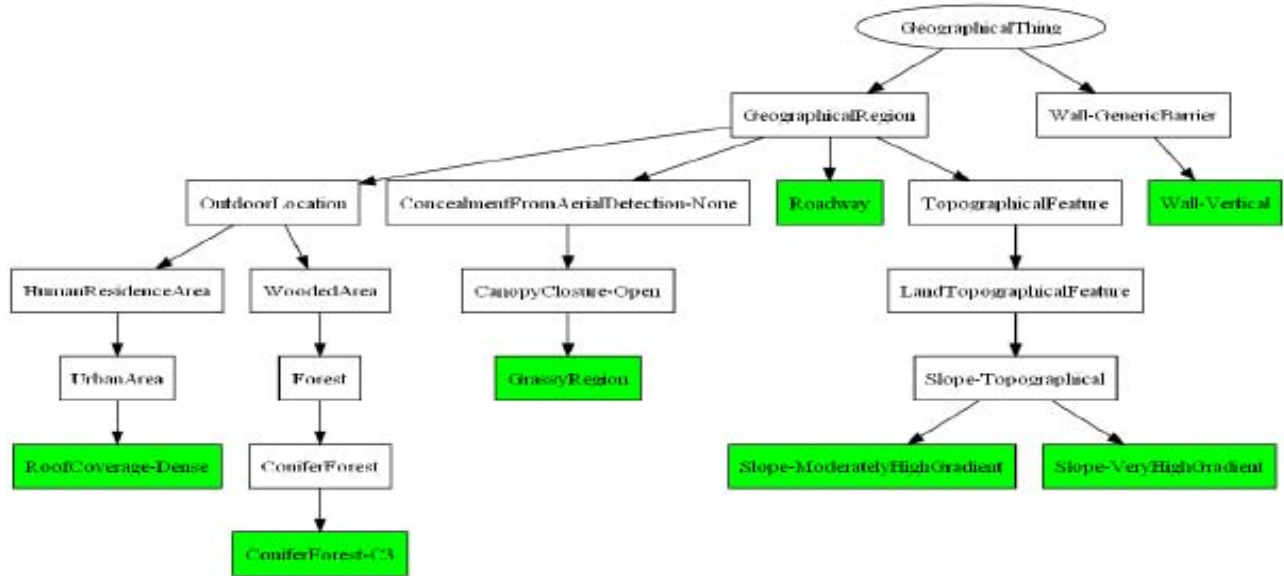 GeographicalThing
GeographicalRegion
Wall-GenericBarrier
OutdoorLocation
ConcealmentFromAerialDetection-None
Roadway
TopographicalFeature
Wall-Vertical
HumanResidenceArea
WoodedArea
CanopyClosure-Open
LandTopographicalFeature
UrbanArea
Forest
GrassyRegion
Slope-Topographical
RoofCoverage-Dense
ConiferForest
Slope-ModeratelyHighGradient
Slope-VeryHighGradient
ConiferForest-C3